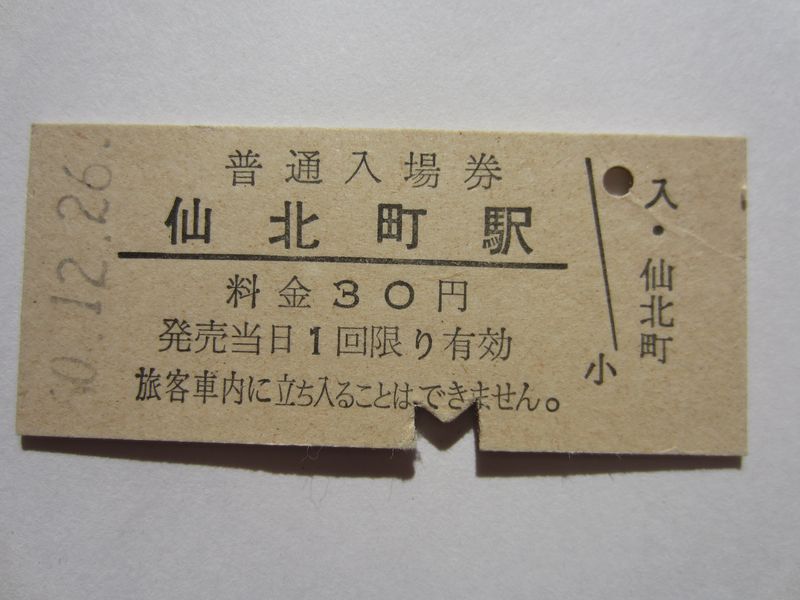 普通入場券
仙北町駅
料金30円
発売当日1回限り有効
旅客車内に立ち入ることはできません。
小
入・仙北町
12.26.